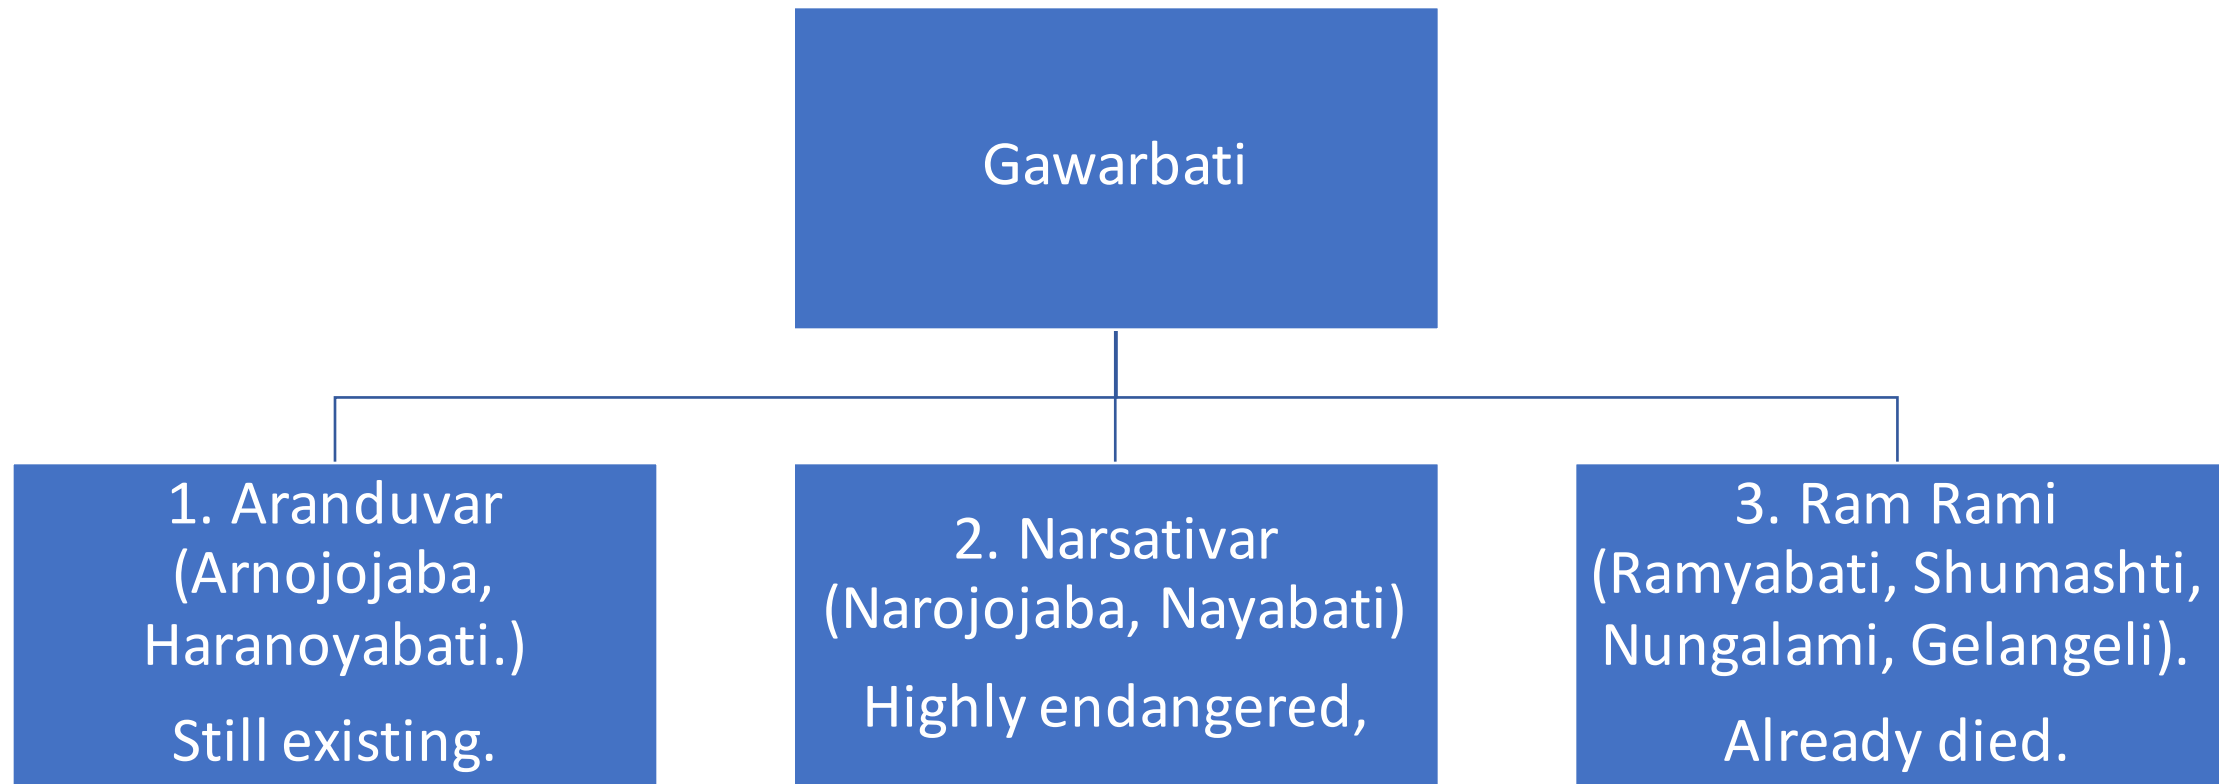 Gawarbati
1. Aranduvar
(Arnojojaba,
Haranoyabati.)
Still existing.
2. Narsativar
(Narojojaba, Nayabati)
Highly endangered,
3. Ram Rami
(Ramyabati, Shumashti,
Nungalami, Gelangeli).
Already died.